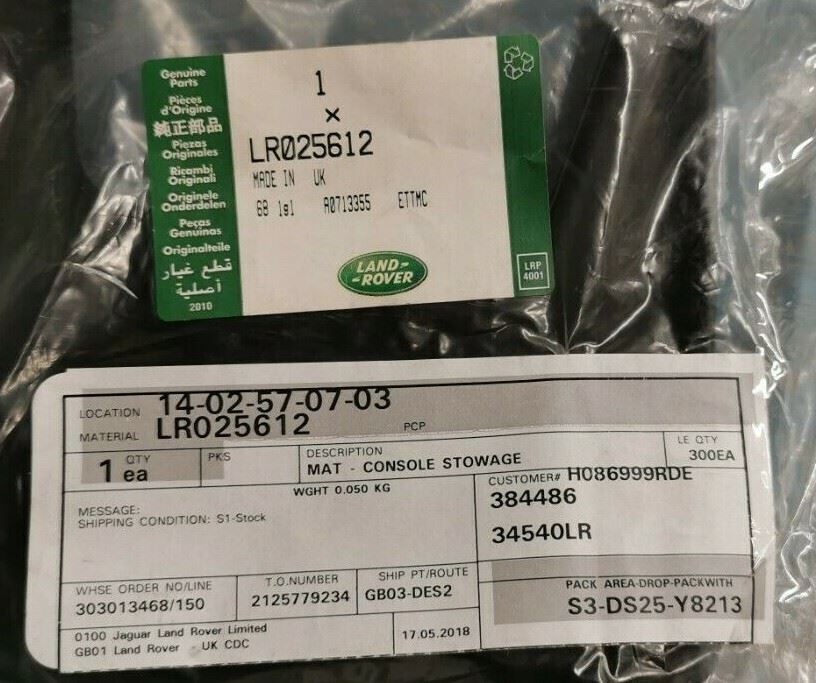 Genuine
Parts
Pièces
d'Origine
純正部品
Piezas
Originales
Ricambi
Originali
Originele
Onderdelen
Peças
Genuinas
Originalteile
قطع غيار
أصلية
2010
1
x
LR025612
MADE IN UK
68 1a1 A0713355 ETTMC
LAND-
-ROVER
LRP
4001
LOCATION 14-02-57-07-03
MATERIAL LR025612 PCP
QTY PKS DESCRIPTION LE QTY
1 ea MAT - CONSOLE STOWAGE 300EA
WGHT 0.050 KG CUSTOMER# H086999RDE
MESSAGE: 384486
SHIPPING CONDITION: S1-Stock
34540LR
WHSE ORDER NO/LINE T.O.NUMBER SHIP PT/ROUTE PACK AREA-DROP-PACKWITH
303013468/150 2125779234 GB03-DES2 S3-DS25-Y8213
0100 Jaguar Land Rover Limited 17.05.2018
GB01 Land Rover - UK CDC